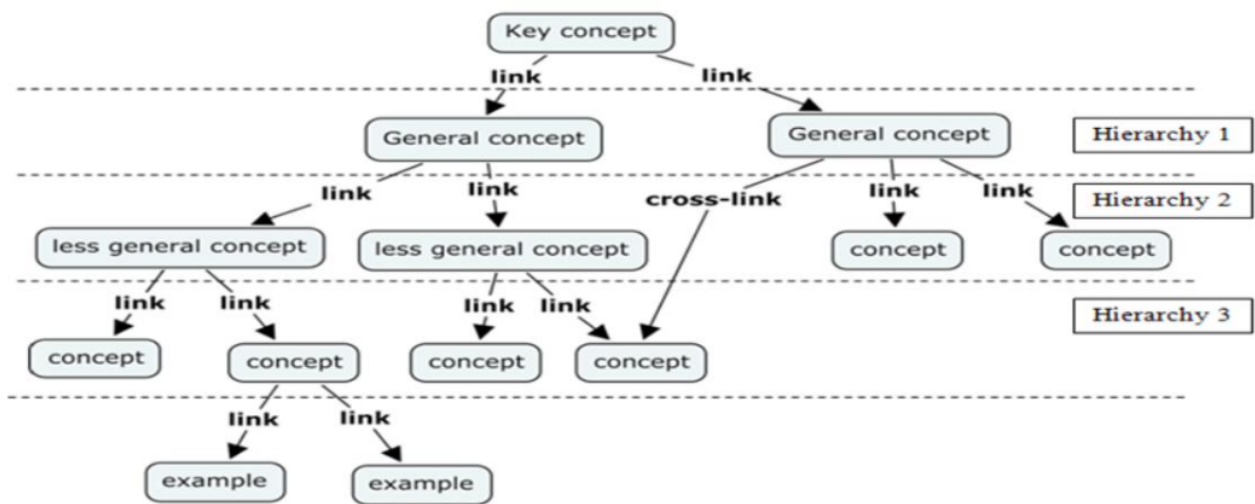 Key concept
link
link
General concept
General concept
Hierarchy 1
link
link
cross-link
link
link
Hierarchy 2
less general concept
less general concept
concept
concept
link
link
link
link
Hierarchy 3
concept
concept
concept
concept
link
link
example
example